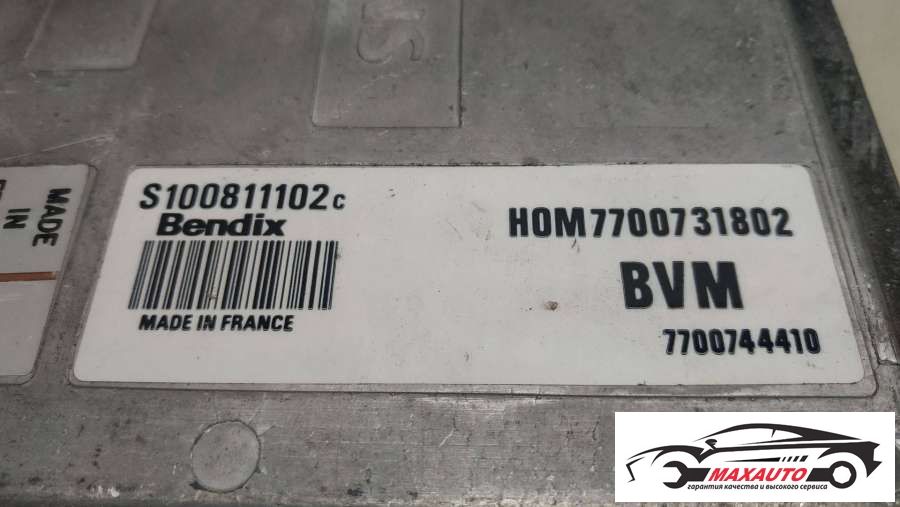 MADE
IN
S100811102c
Bendix
MADE IN FRANCE
HOM7700731802
BVM
7700744410
MAXAUTO
гарантия качества и высокого сервиса